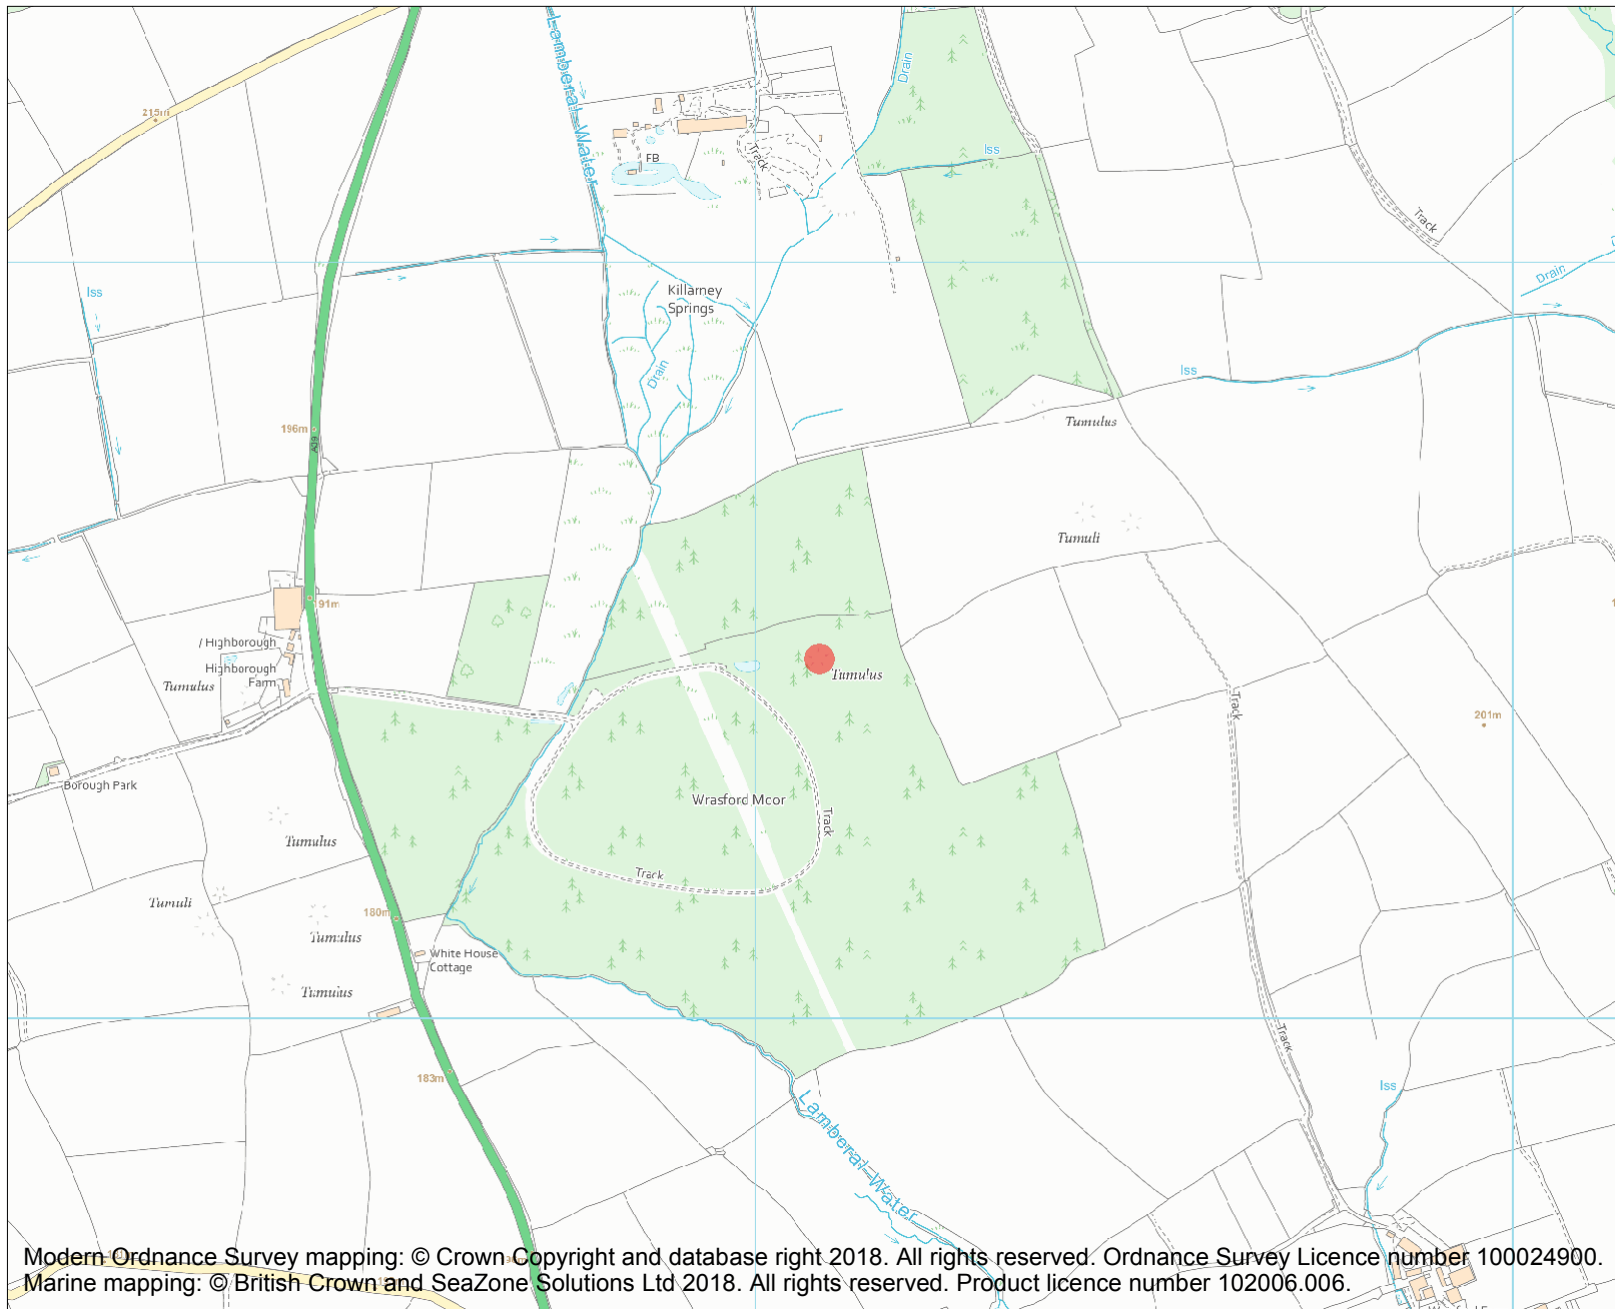 Lamberal Water
Drain
215m
FB
Track
Iss
Track
Killarney
Springs
Drain
Iss
Drain
Iss
196m
A39
Tumulus
Tumuli
91m
Highborough
Highborough
Farm
Tumulus
Tumulus
Track
201m
Borough Park
Wrasford Moor
Track
Tumulus
Track
Tumuli
180m
Tumulus
White House
Cottage
Tumulus
Track
183m
Iss
Lamberal Water
Modern Ordnance Survey mapping: © Crown Copyright and database right 2018. All rights reserved. Ordnance Survey Licence number 100024900.
Marine mapping: © British Crown and SeaZone Solutions Ltd 2018. All rights reserved. Product licence number 102006.006.